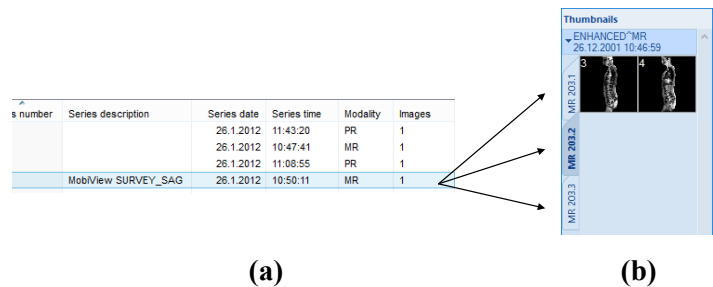 s number Series description Series date Series time Modality Images
26.1.2012 11:43:20 PR 1
26.1.2012 10:47:41 MR 1
26.1.2012 11:08:55 PR 1
MobiView SURVEY_SAG 26.1.2012 10:50:11 MR 1
(a)
Thumbnails
ENHANCED^MR
26.12.2001 10:46:59
3 4
MR 203.1
MR 203.2
MR 203.3
(b)